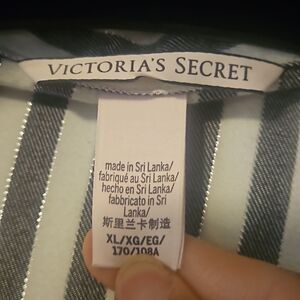 VICTORIA'S SECRET
made in Sri Lanka/
fabriqué au Sri Lanka/
hecho en Sri Lanka/
fabbricato in Sri
Lanka/
斯里兰卡制造
XL/XG/EG/
170/108A